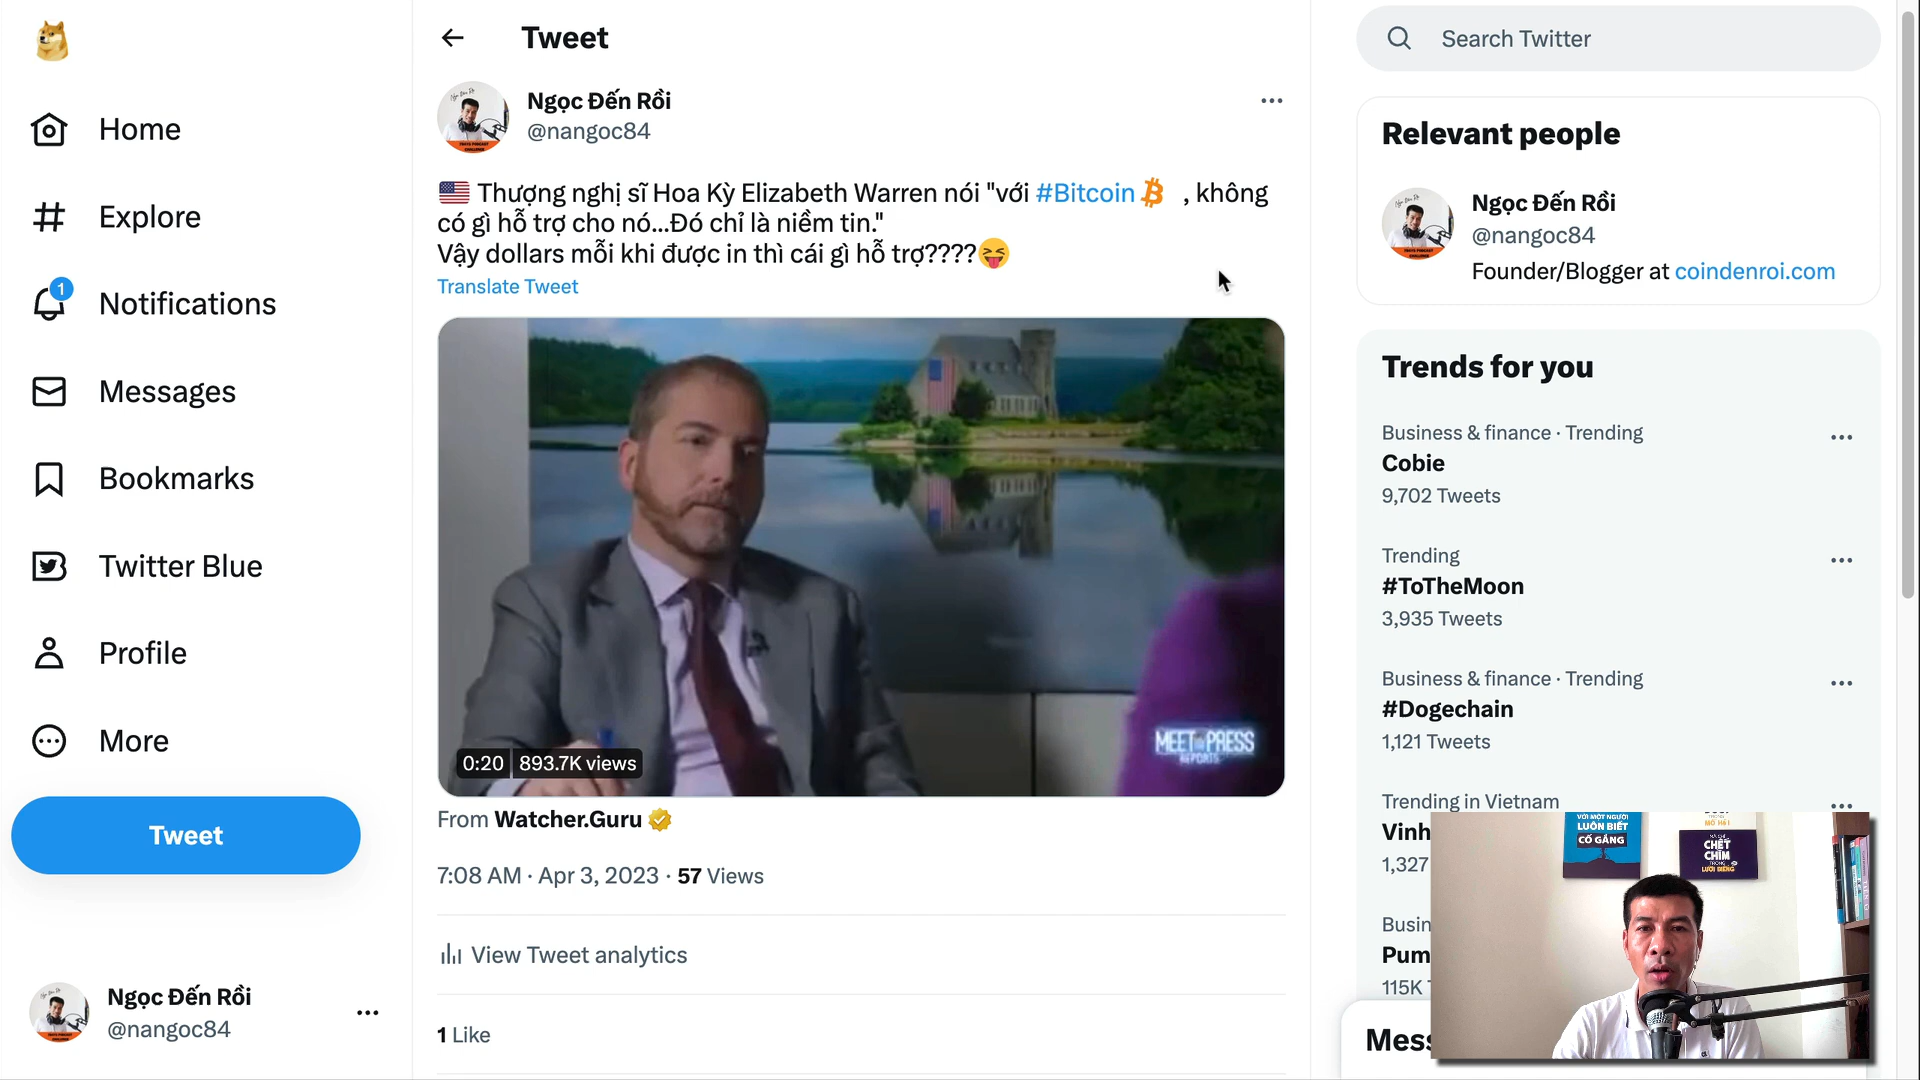 Home
Explore
1
Notifications
Messages
Bookmarks
Twitter Blue
Profile
More
Tweet
Ngọc Đến Rồi
@nangoc84
Tweet
Ngọc Đến Rồi
@nangoc84
Thượng nghị sĩ Hoa Kỳ Elizabeth Warren nói "với #Bitcoin , không
có gì hỗ trợ cho nó...Đó chỉ là niềm tin."
Vậy dollars mỗi khi được in thì cái gì hỗ trợ????
Translate Tweet
MEET THE PRESS
REPORTS
0:20 893.7K views
From Watcher.Guru
7:08 AM · Apr 3, 2023 · 57 Views
View Tweet analytics
1 Like
Search Twitter
Relevant people
Ngọc Đến Rồi
@nangoc84
Founder/Blogger at coindenroi.com
Trends for you
Business & finance · Trending
Cobie
9,702 Tweets
Trending
#ToTheMoon
3,935 Tweets
Business & finance · Trending
#Dogechain
1,121 Tweets
Trending in Vietnam
Vinh
1,327
Busin
Pum
115K
Mess
VỚI MỘT NGƯỜI
LUÔN BIẾT
CỐ GẮNG
MỒ HÔI
CHẾT
CHÌM
TRONG
LƯỜI BIẾNG